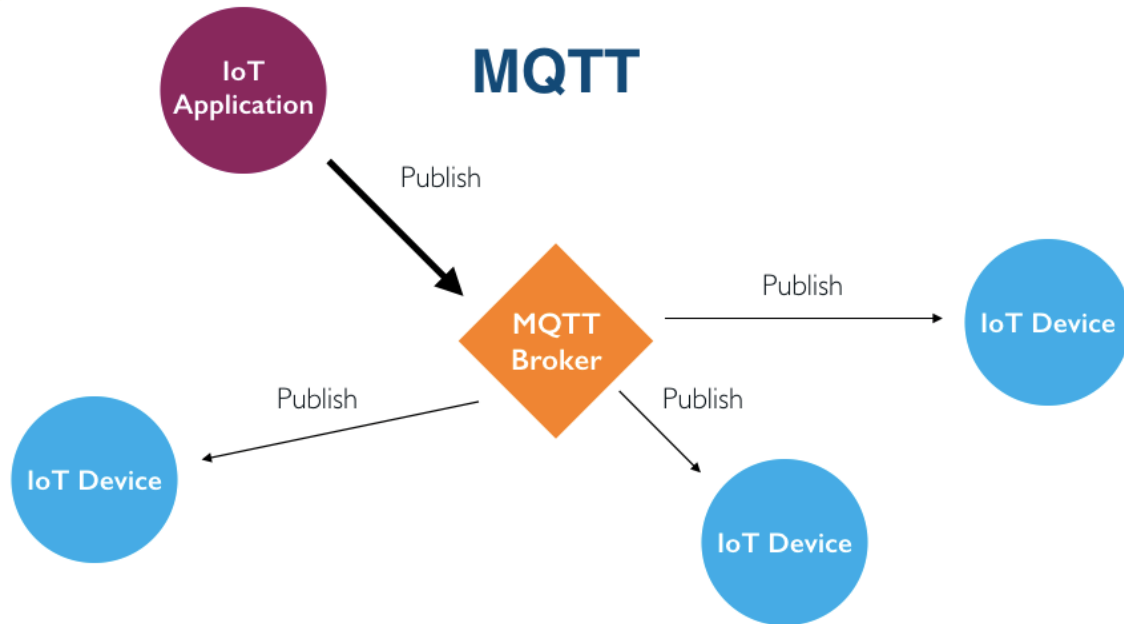 IoT
Application
MQTT
Publish
Publish
MQTT
Broker
IoT Device
Publish
Publish
IoT Device
IoT Device